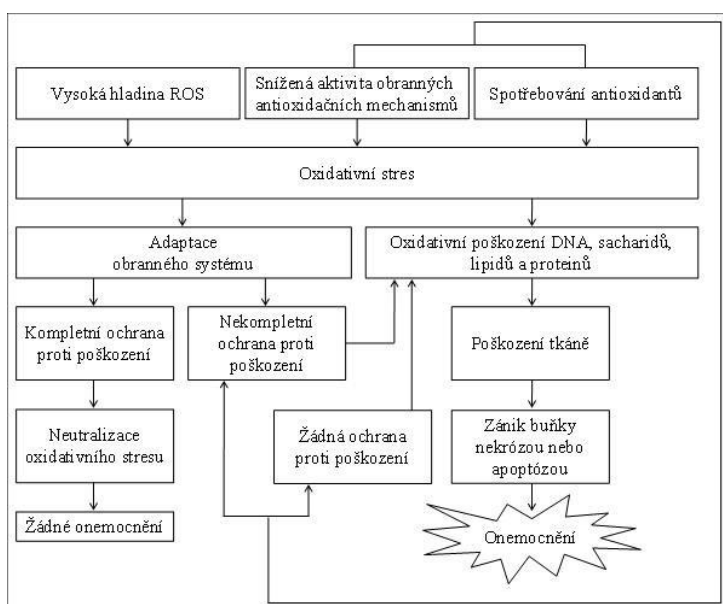 Vysoká hladina ROS
Snížená aktivita obranných
antioxidačních mechanismů
Spotřebování antioxidantů
Oxidativní stres
Adaptace
obranného systému
Oxidativní poškození DNA, sacharidů,
lipidů a proteinů
Kompletní ochrana
proti poškození
Nekompletní
ochrana proti
poškození
Poškození tkáně
Neutralizace
oxidativního stresu
Žádná ochrana
proti poškození
Zánik buňky
nekrózou nebo
apoptózou
Žádné onemocnění
Onemocnění